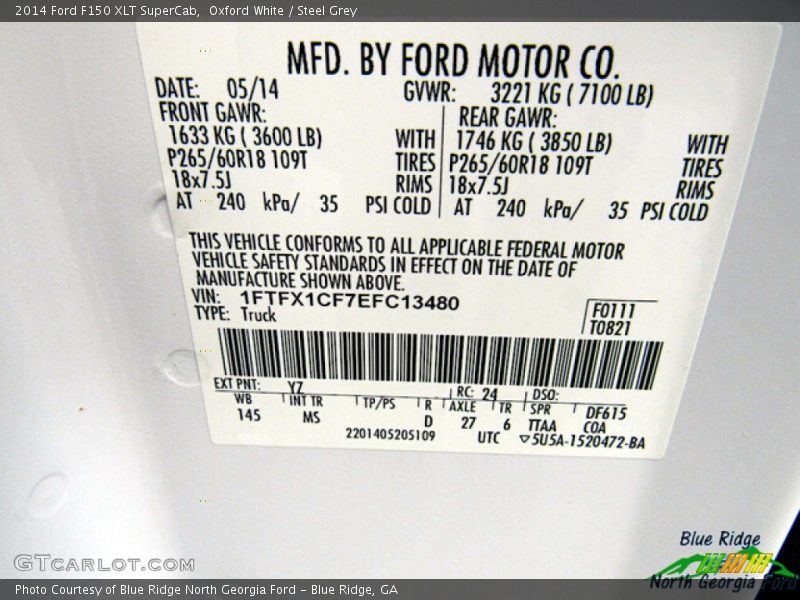 2014 Ford F150 XLT SuperCab,  Oxford White / Steel Grey
MFD. BY FORD MOTOR CO.
DATE: 05/14 GVWR: 3221 KG ( 7100 LB)
FRONT GAWR: REAR GAWR:
1633 KG ( 3600 LB) WITH 1746 KG ( 3850 LB) WITH
P265/60R18 109T TIRES P265/60R18 109T TIRES
18x7.5J RIMS 18x7.5J RIMS
AT 240 kPa/ 35 PSI COLD AT 240 kPa/ 35 PSI COLD
THIS VEHICLE CONFORMS TO ALL APPLICABLE FEDERAL MOTOR
VEHICLE SAFETY STANDARDS IN EFFECT ON THE DATE OF
MANUFACTURE SHOWN ABOVE.
VIN: 1FTFX1CF7EFC13480
TYPE: Truck
F0111
T0821
EXT PNT: YZ RC: 24 DSO:
WB INT TR TP/PS R AXLE TR SPR DF615
145 MS D 27 6 TTAA COA
2201405205109 UTC ▽5U5A-1520472-BA
GTCARLOT.COM
Blue Ridge
North Georgia Ford
Photo Courtesy of Blue Ridge North Georgia Ford – Blue Ridge, GA